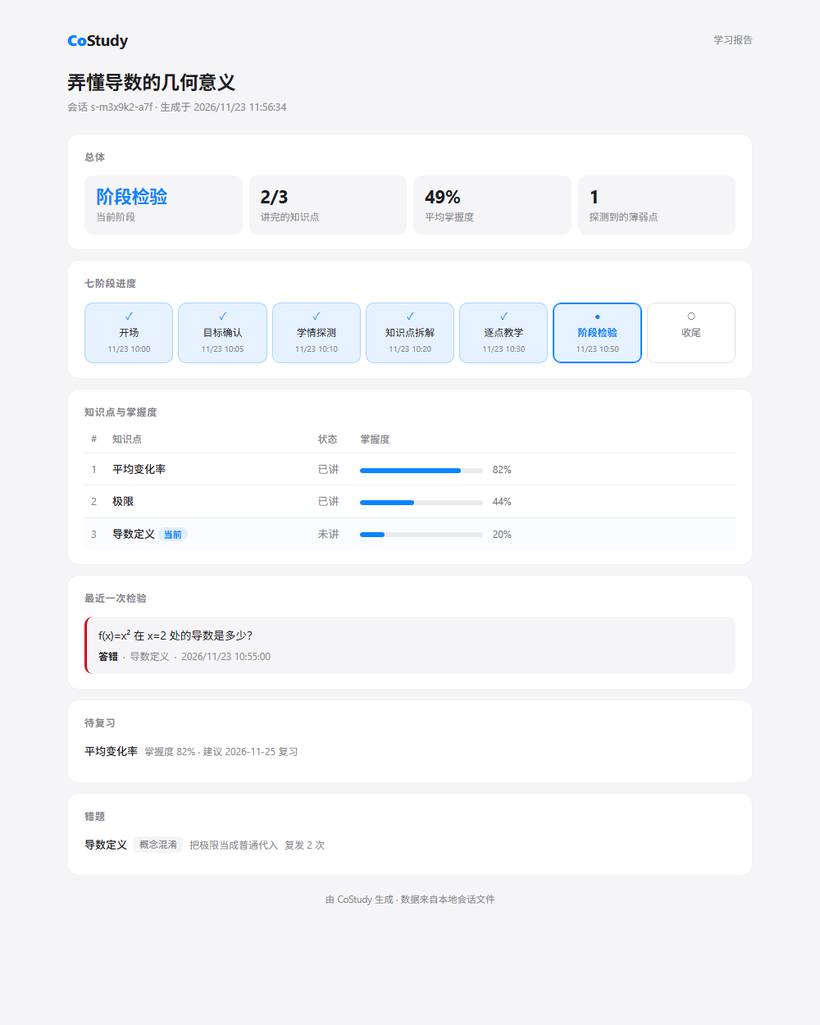 CoStudy 学习报告
弄懂导数的几何意义
会话 s-m3x9k2-a7f · 生成于 2026/11/23 11:56:34
总体
阶段检验 2/3 49% 1
当前阶段 讲完的知识点 平均掌握度 探测到的薄弱点
七阶段进度
✓ ✓ ✓ ✓ ✓ ● ○
开场 目标确认 学情探测 知识点拆解 逐点教学 阶段检验 收尾
11/23 10:00 11/23 10:05 11/23 10:10 11/23 10:20 11/23 10:30 11/23 10:50
知识点与掌握度
# 知识点 状态 掌握度
1 平均变化率 已讲 82%
2 极限 已讲 44%
3 导数定义 当前 未讲 20%
最近一次检验
f(x)=x² 在 x=2 处的导数是多少？
答错 · 导数定义 · 2026/11/23 10:55:00
待复习
平均变化率 掌握度 82% · 建议 2026-11-25 复习
错题
导数定义 概念混淆 把极限当成普通代入 复发 2 次
由 CoStudy 生成 · 数据来自本地会话文件